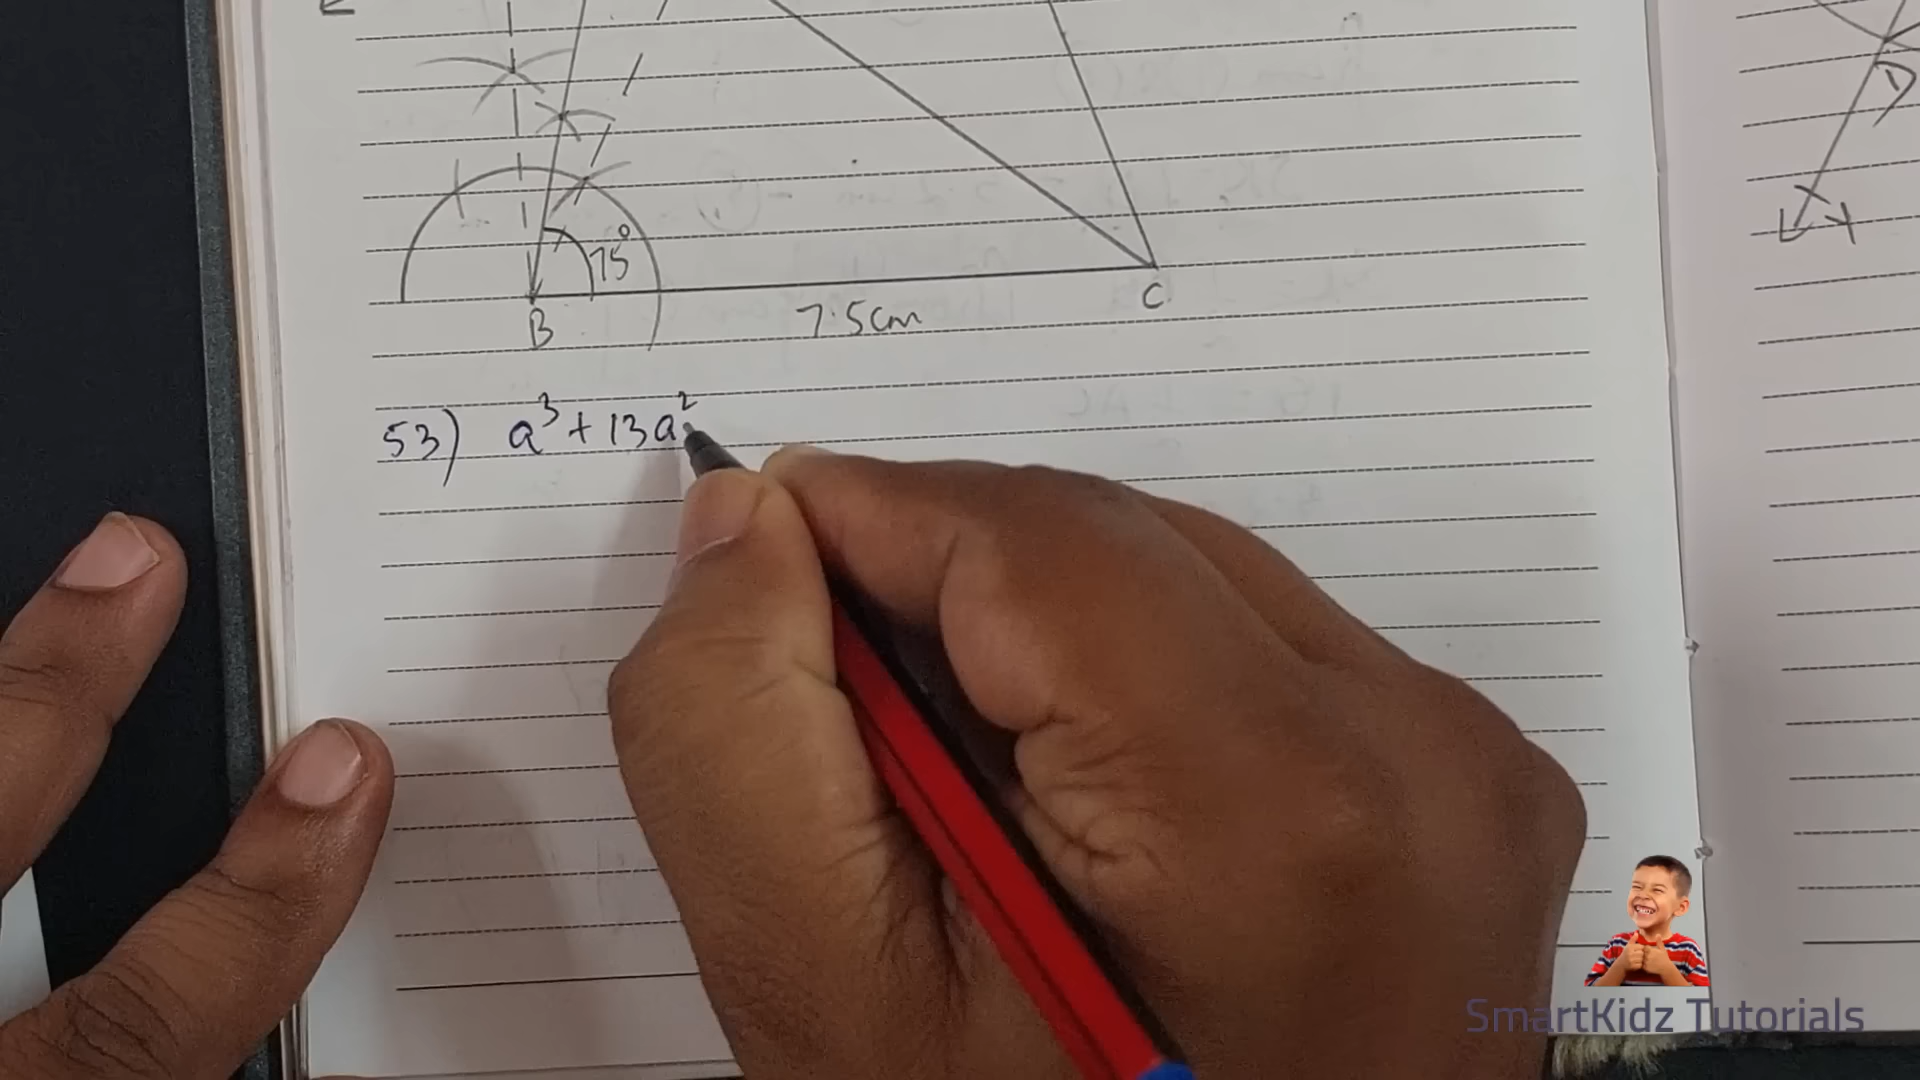 75°
B
7.5cm
C
53) a³ + 13a²
SmartKidz Tutorials